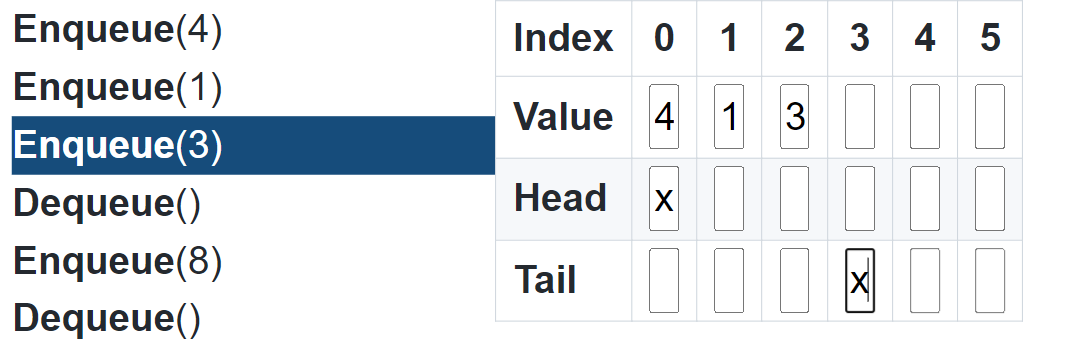 Enqueue(4)
Enqueue(1)
Enqueue(3)
Dequeue()
Enqueue(8)
Dequeue()
Index 0 1 2 3 4 5
Value 4 1 3
Head x
Tail x